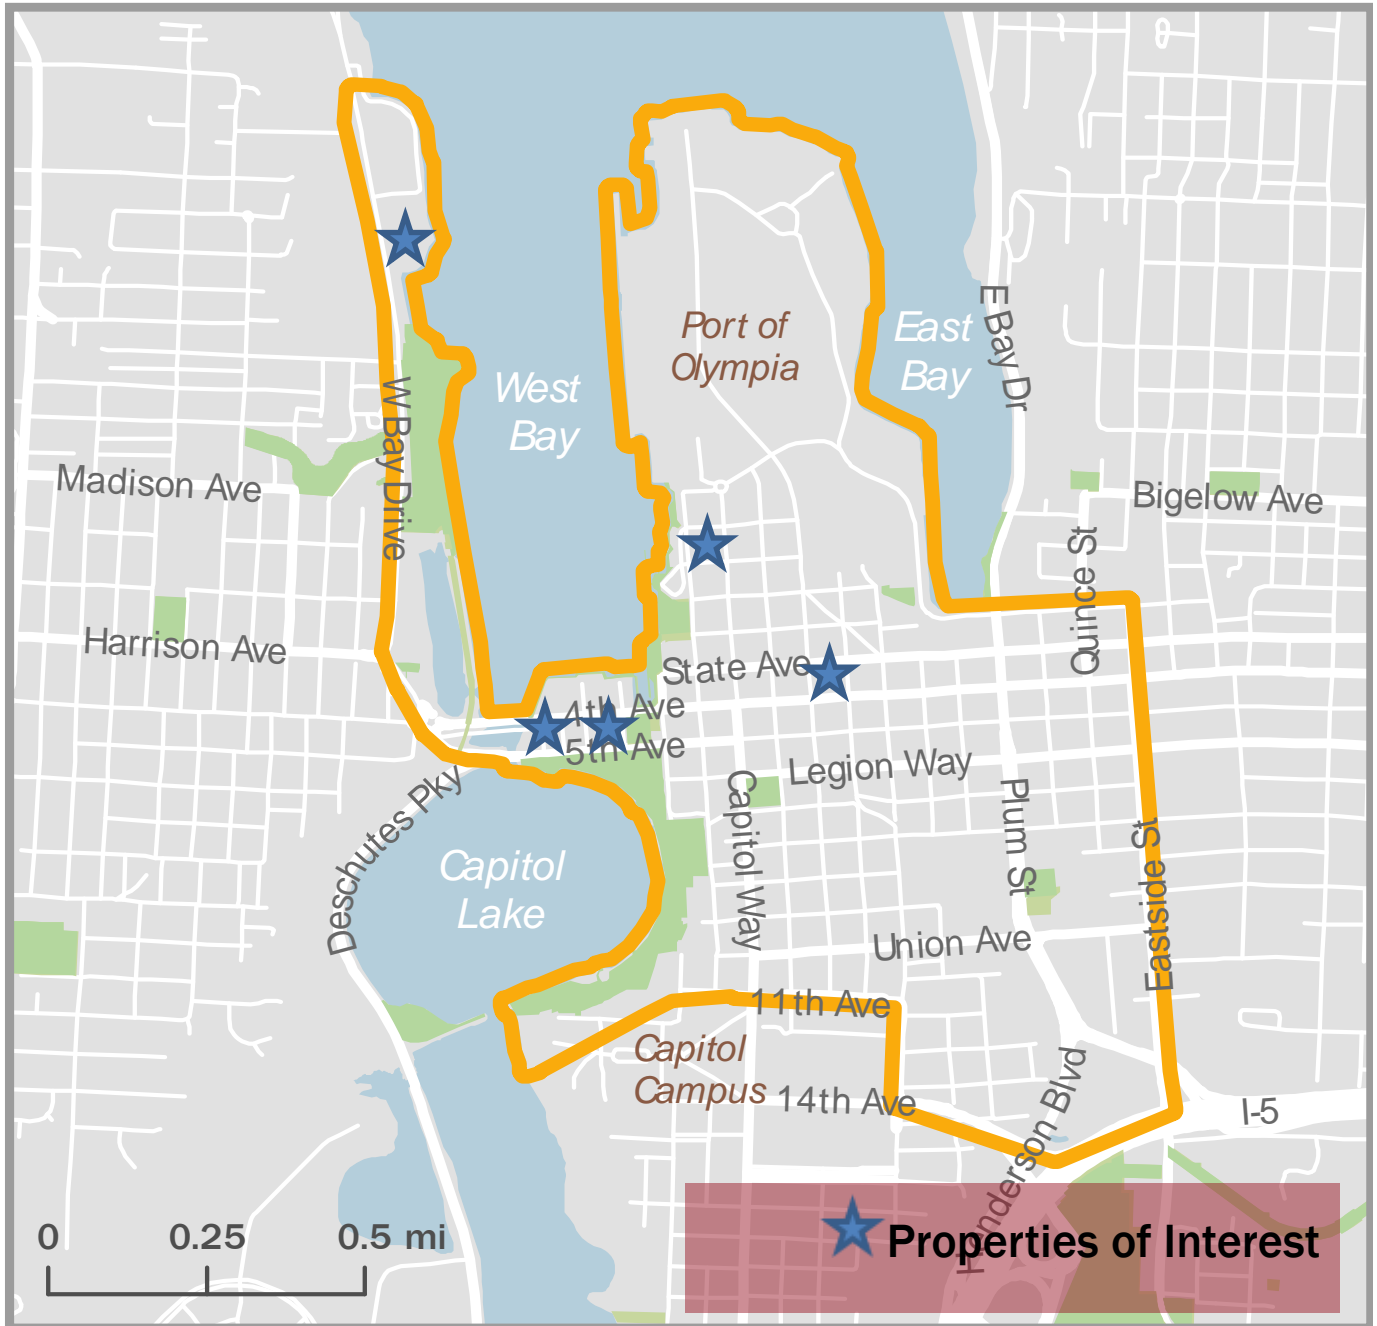 Port of
Olympia
East
Bay
E Bay Dr
West
Bay
W Bay Drive
Madison Ave
Bigelow Ave
Quince St
Harrison Ave
State Ave
4th Ave
5th Ave
Legion Way
Deschutes Pky
Capitol Way
Plum St
Eastside St
Capitol
Lake
Union Ave
11th Ave
Capitol
Campus
14th Ave
Henderson Blvd
I-5
0 0.25 0.5 mi
Properties of Interest